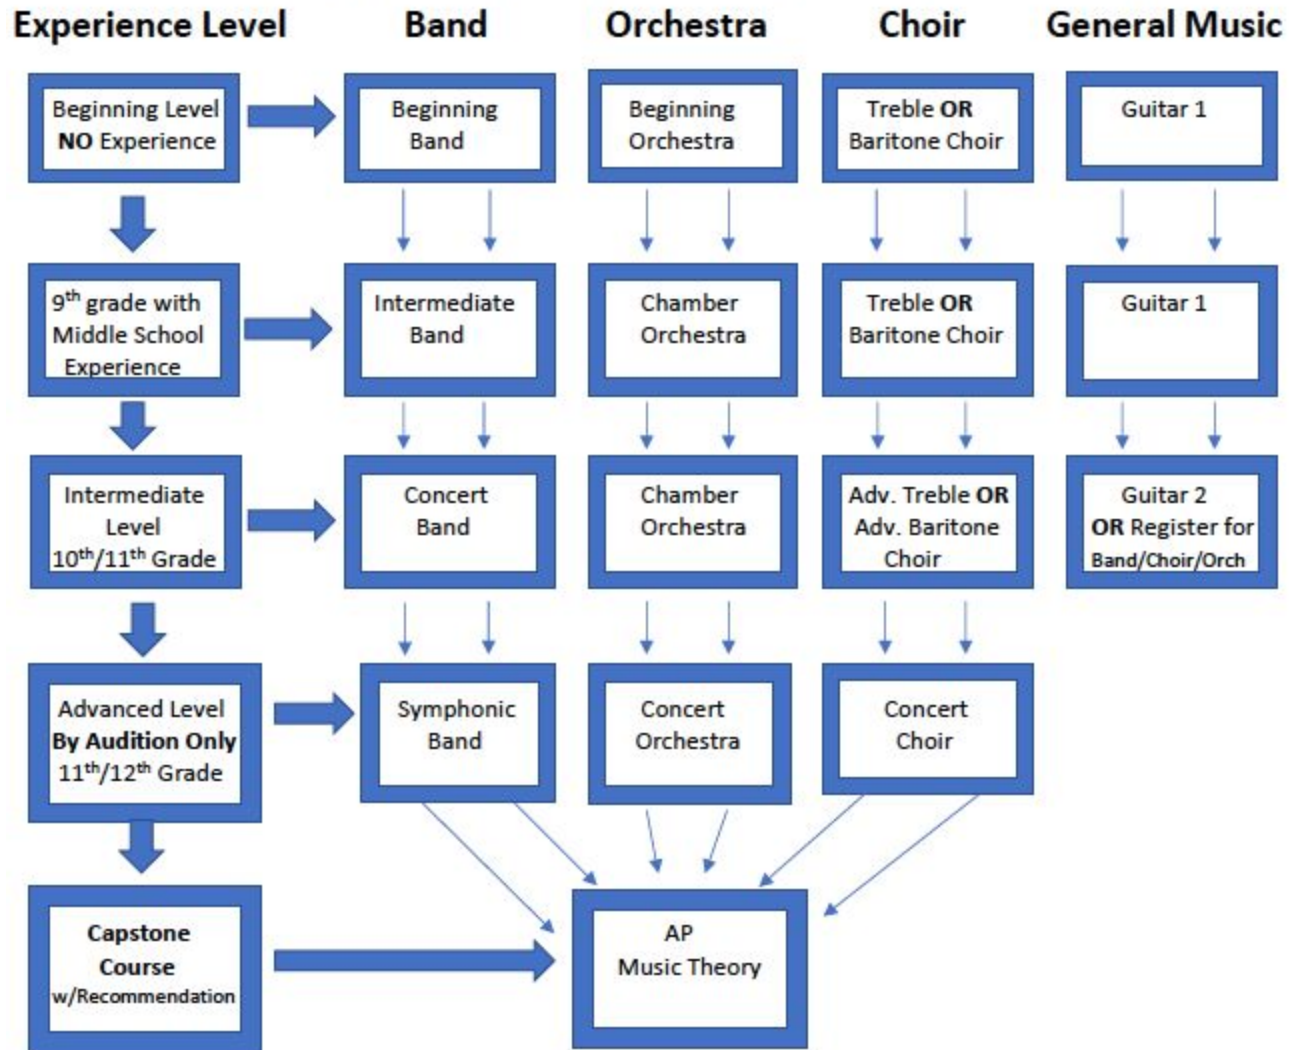 Experience Level
Band
Orchestra
Choir
General Music
Beginning Level
NO Experience
Beginning
Band
Beginning
Orchestra
Treble OR
Baritone Choir
Guitar 1
9th grade with
Middle School
Experience
Intermediate
Band
Chamber
Orchestra
Treble OR
Baritone Choir
Guitar 1
Intermediate
Level
10th/11th Grade
Concert
Band
Chamber
Orchestra
Adv. Treble OR
Adv. Baritone
Choir
Guitar 2
OR Register for
Band/Choir/Orch
Advanced Level
By Audition Only
11th/12th Grade
Symphonic
Band
Concert
Orchestra
Concert
Choir
Capstone
Course
w/Recommendation
AP
Music Theory